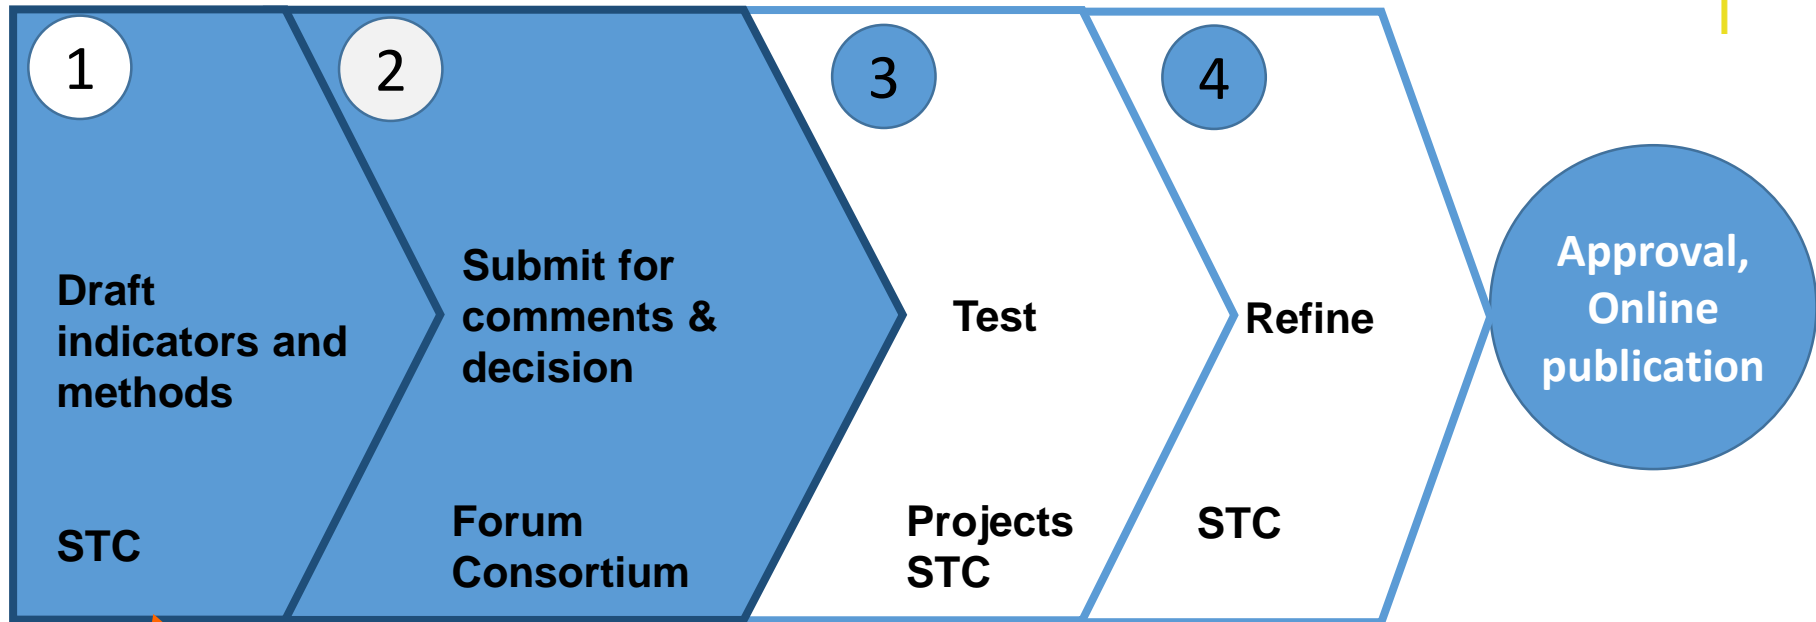 1
Draft
indicators and
methods
STC
2
Submit for
comments &
decision
Forum
Consortium
3
Test
Projects
STC
4
Refine
STC
Approval,
Online
publication